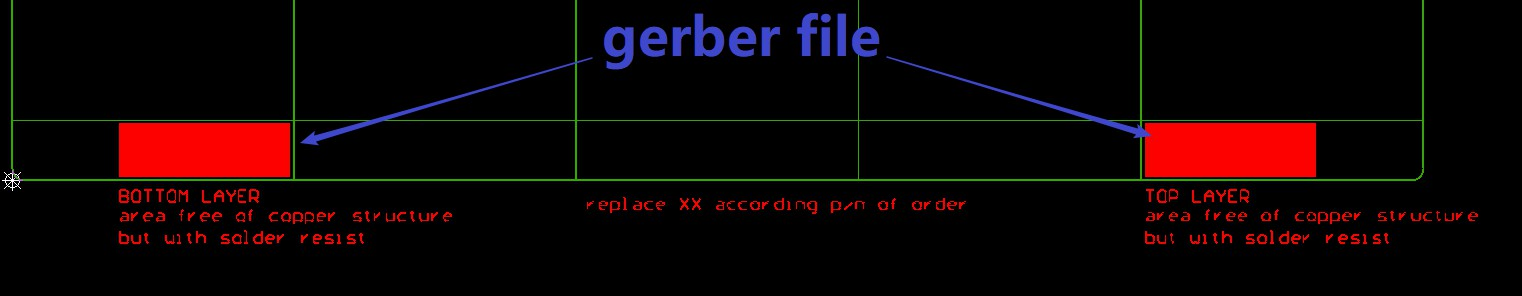 gerber file
BOTTOM LAYER
area free of copper structure
but with solder resist
replace XX according p/n of order
TOP LAYER
area free of copper structure
but with solder resist